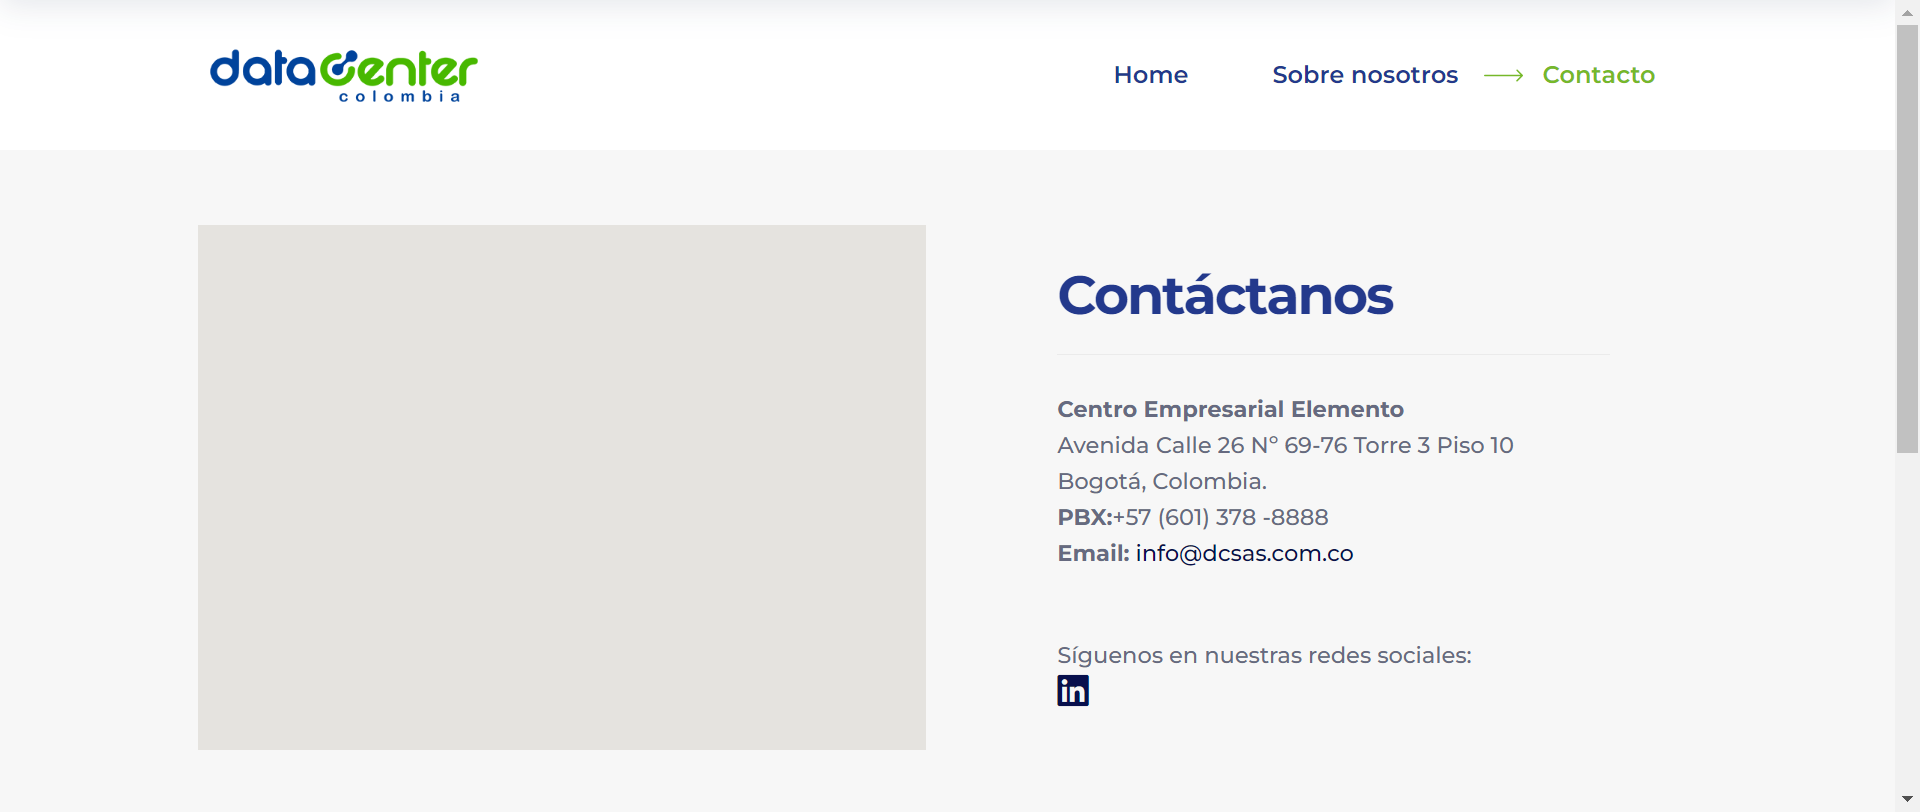 dataCenter
colombia
Home Sobre nosotros Contacto
Contáctanos
Centro Empresarial Elemento
Avenida Calle 26 Nº 69-76 Torre 3 Piso 10
Bogotá, Colombia.
PBX:+57 (601) 378 -8888
Email: info@dcsas.com.co
Síguenos en nuestras redes sociales:
in